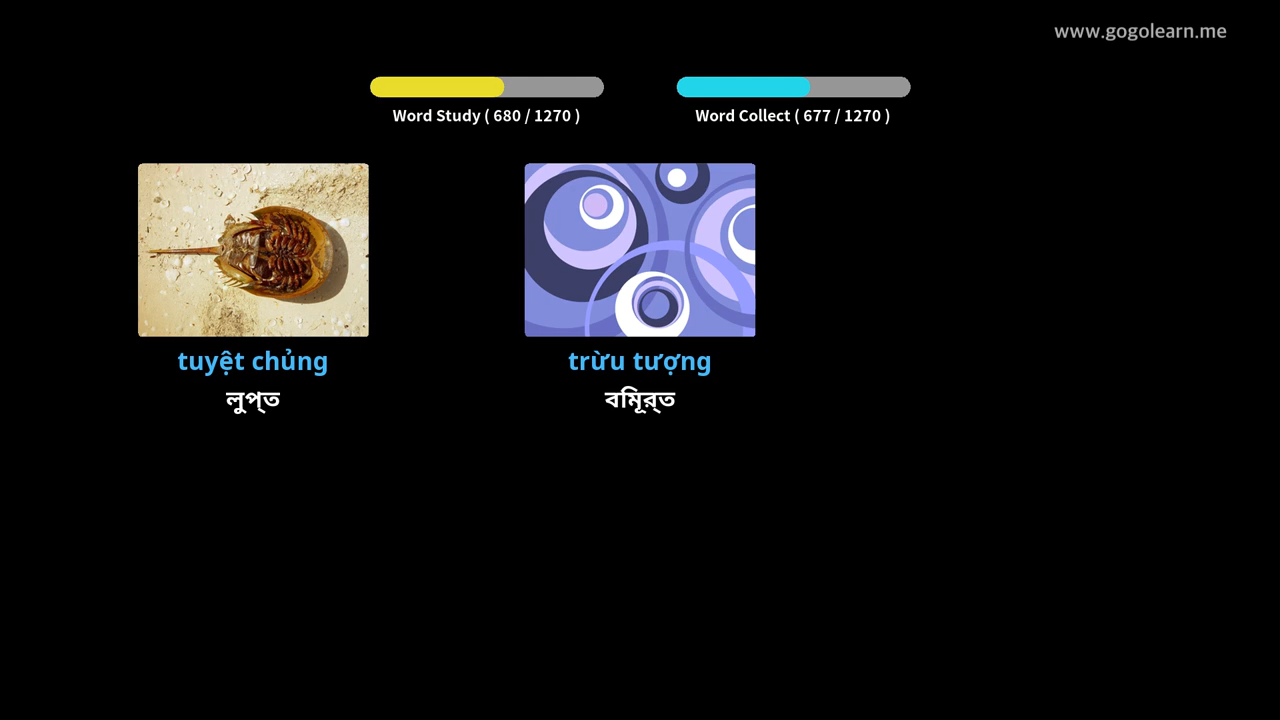 www.gogolearn.me
Word Study ( 680 / 1270 )
Word Collect ( 677 / 1270 )
tuyệt chủng
trừu tượng
লুপ্ত
বিমূর্ত